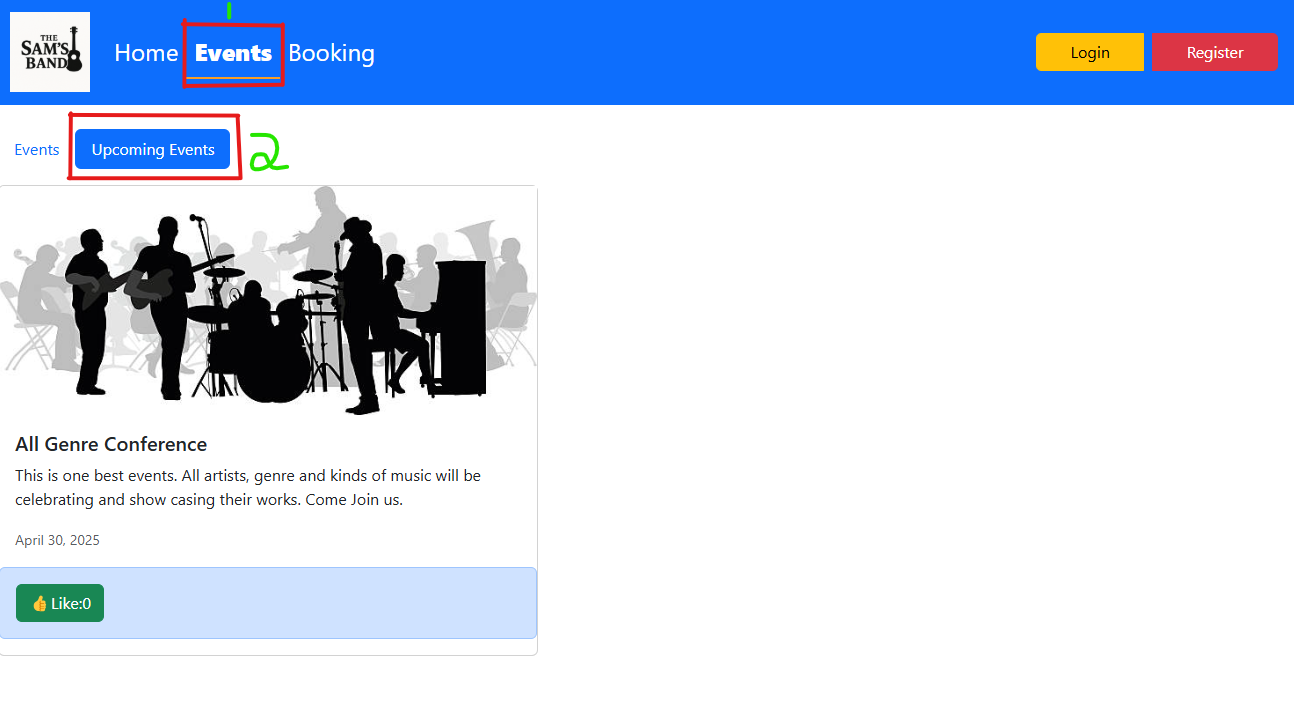 1
THE
SAM'S
BAND
Home Events Booking
Login Register
Events Upcoming Events 2
All Genre Conference
This is one best events. All artists, genre and kinds of music will be
celebrating and show casing their works. Come Join us.
April 30, 2025
👍 Like:0